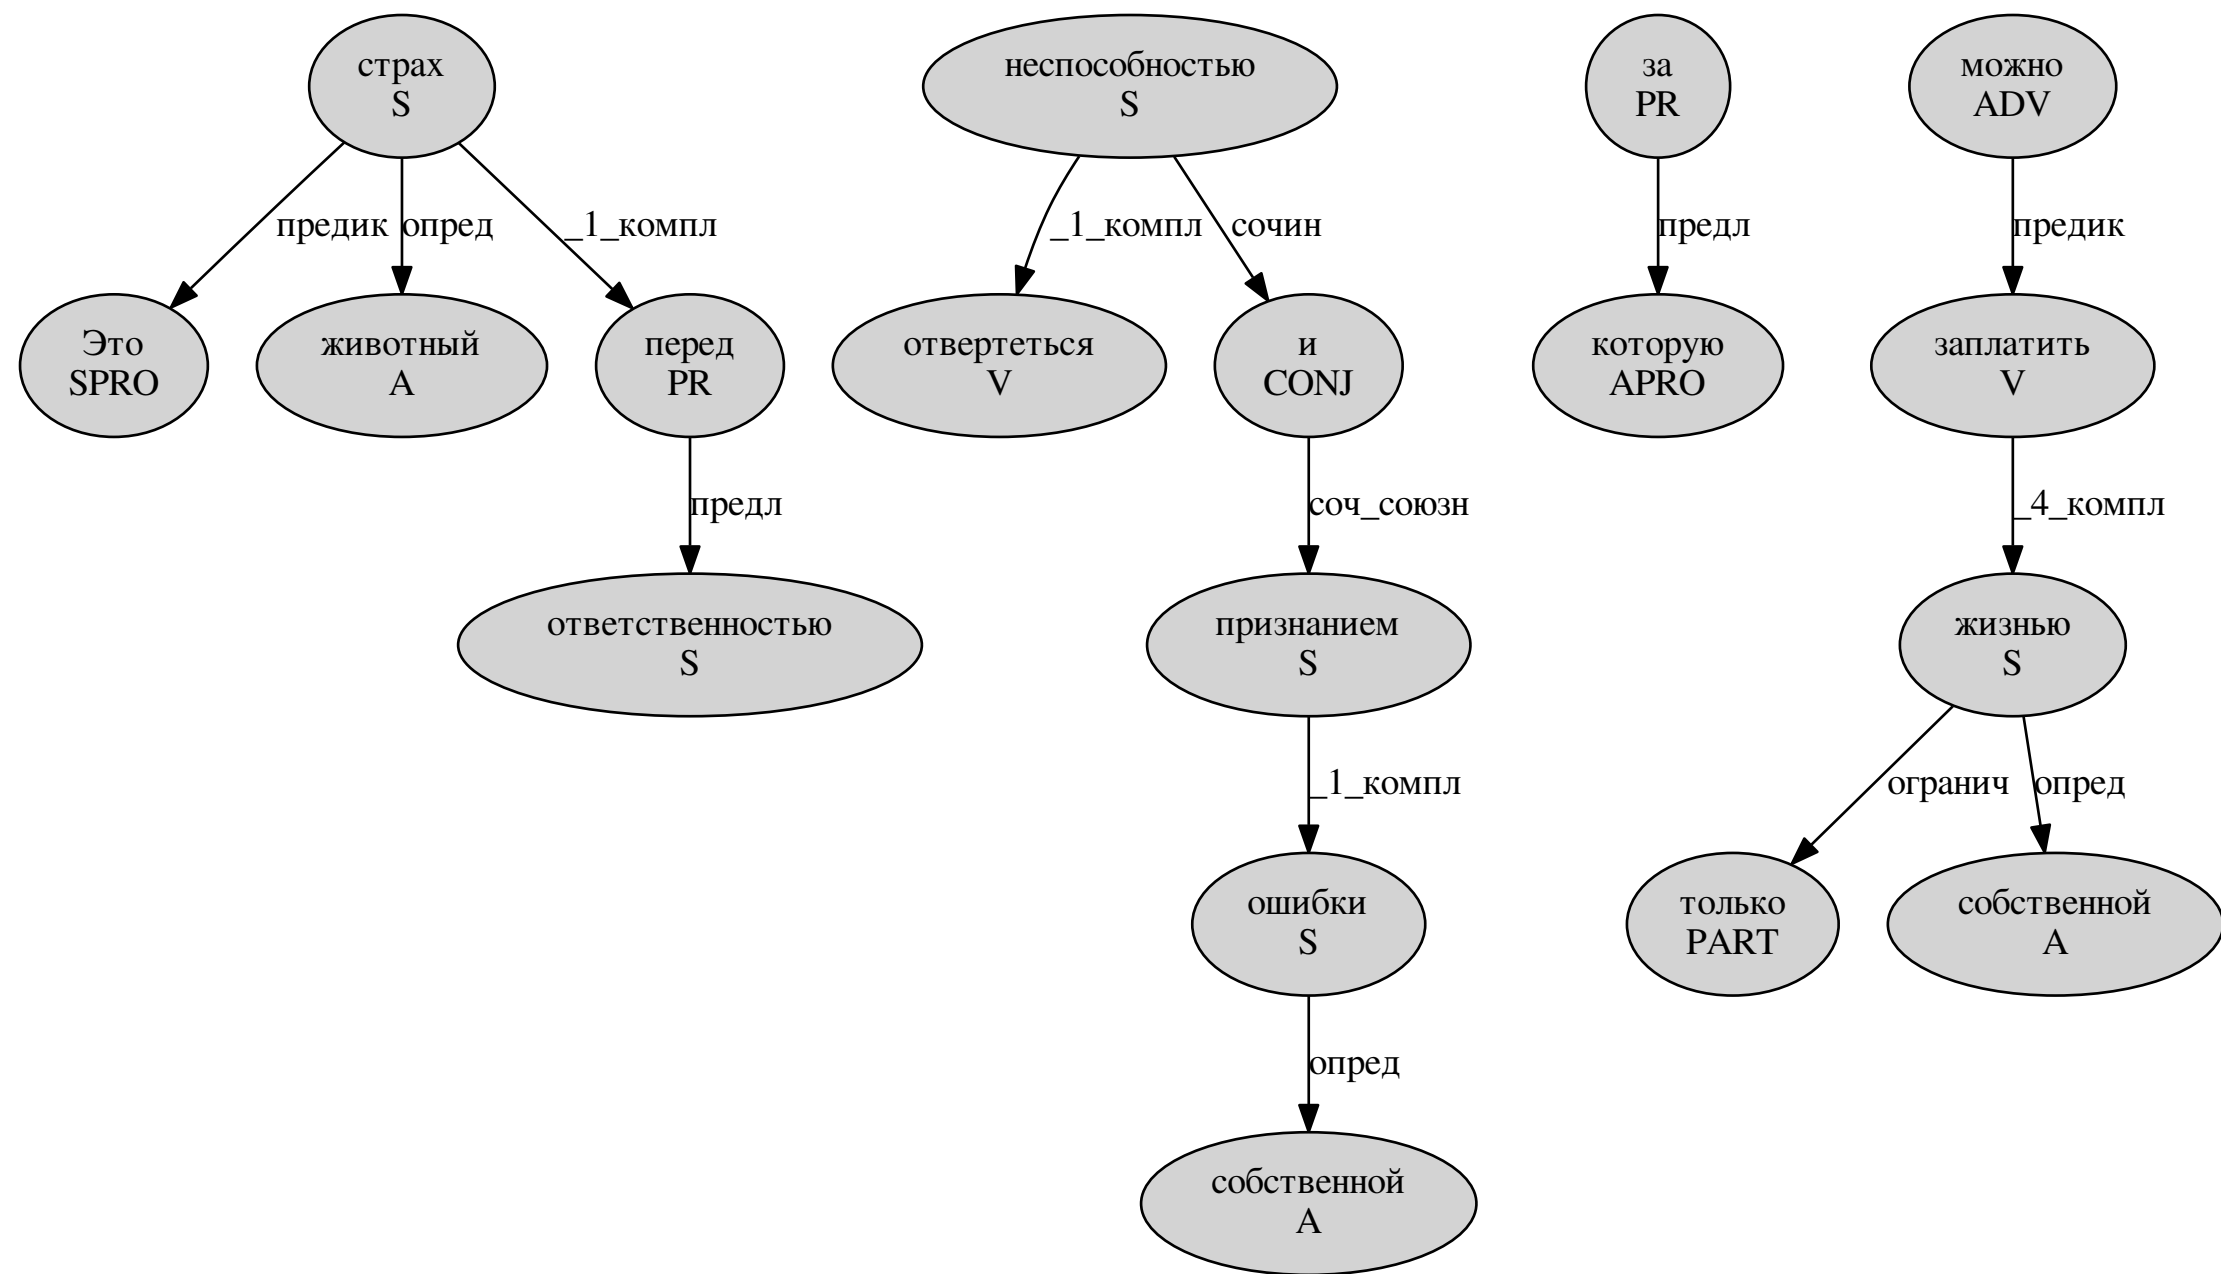 страх
S
неспособностью
S
за
PR
можно
ADV
предик
опред
_1_компл
_1_компл
сочин
предл
предик
Это
SPRO
животный
A
перед
PR
отвертеться
V
и
CONJ
которую
APRO
заплатить
V
предл
соч_союзн
_4_компл
ответственностью
S
признанием
S
жизнью
S
_1_компл
огранич
опред
ошибки
S
только
PART
собственной
A
опред
собственной
A